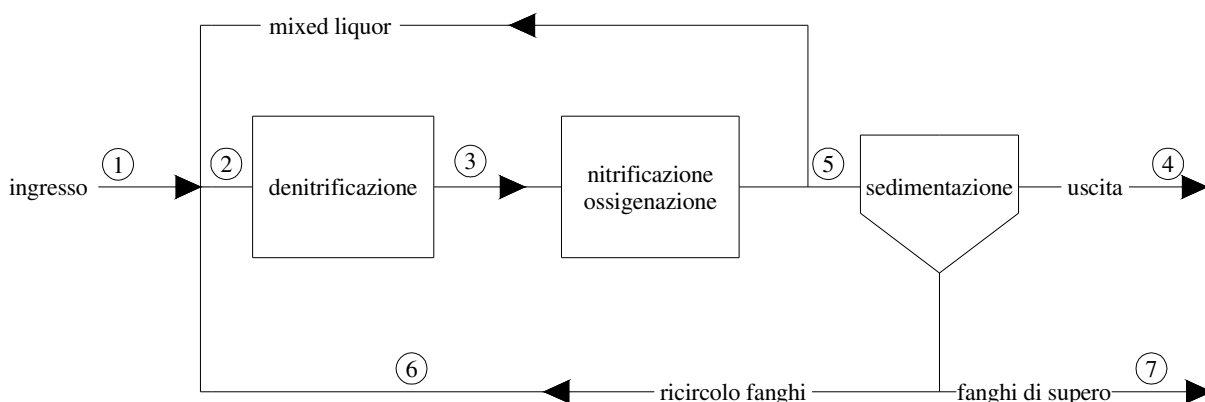 mixed liquor
1
2
3
5
4
ingresso
denitrificazione
nitrificazione
ossigenazione
sedimentazione
uscita
6
7
ricircolo fanghi
fanghi di supero